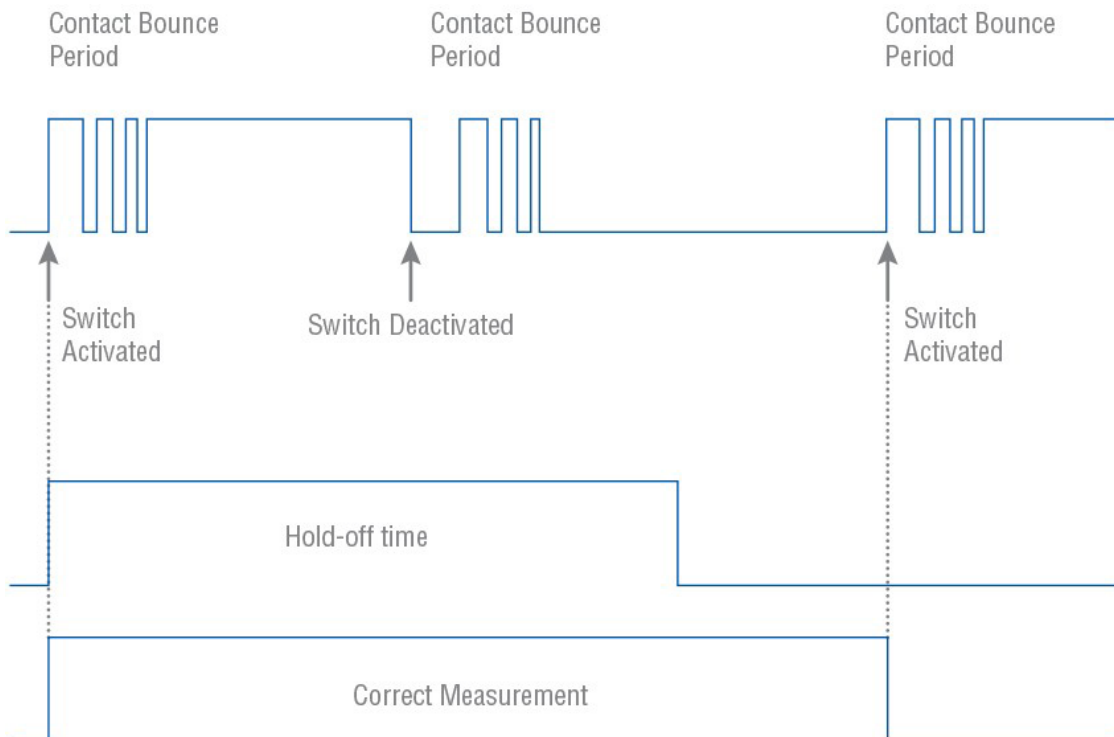 Contact Bounce
Period
Contact Bounce
Period
Contact Bounce
Period
Switch
Activated
Switch Deactivated
Switch
Activated
Hold-off time
Correct Measurement